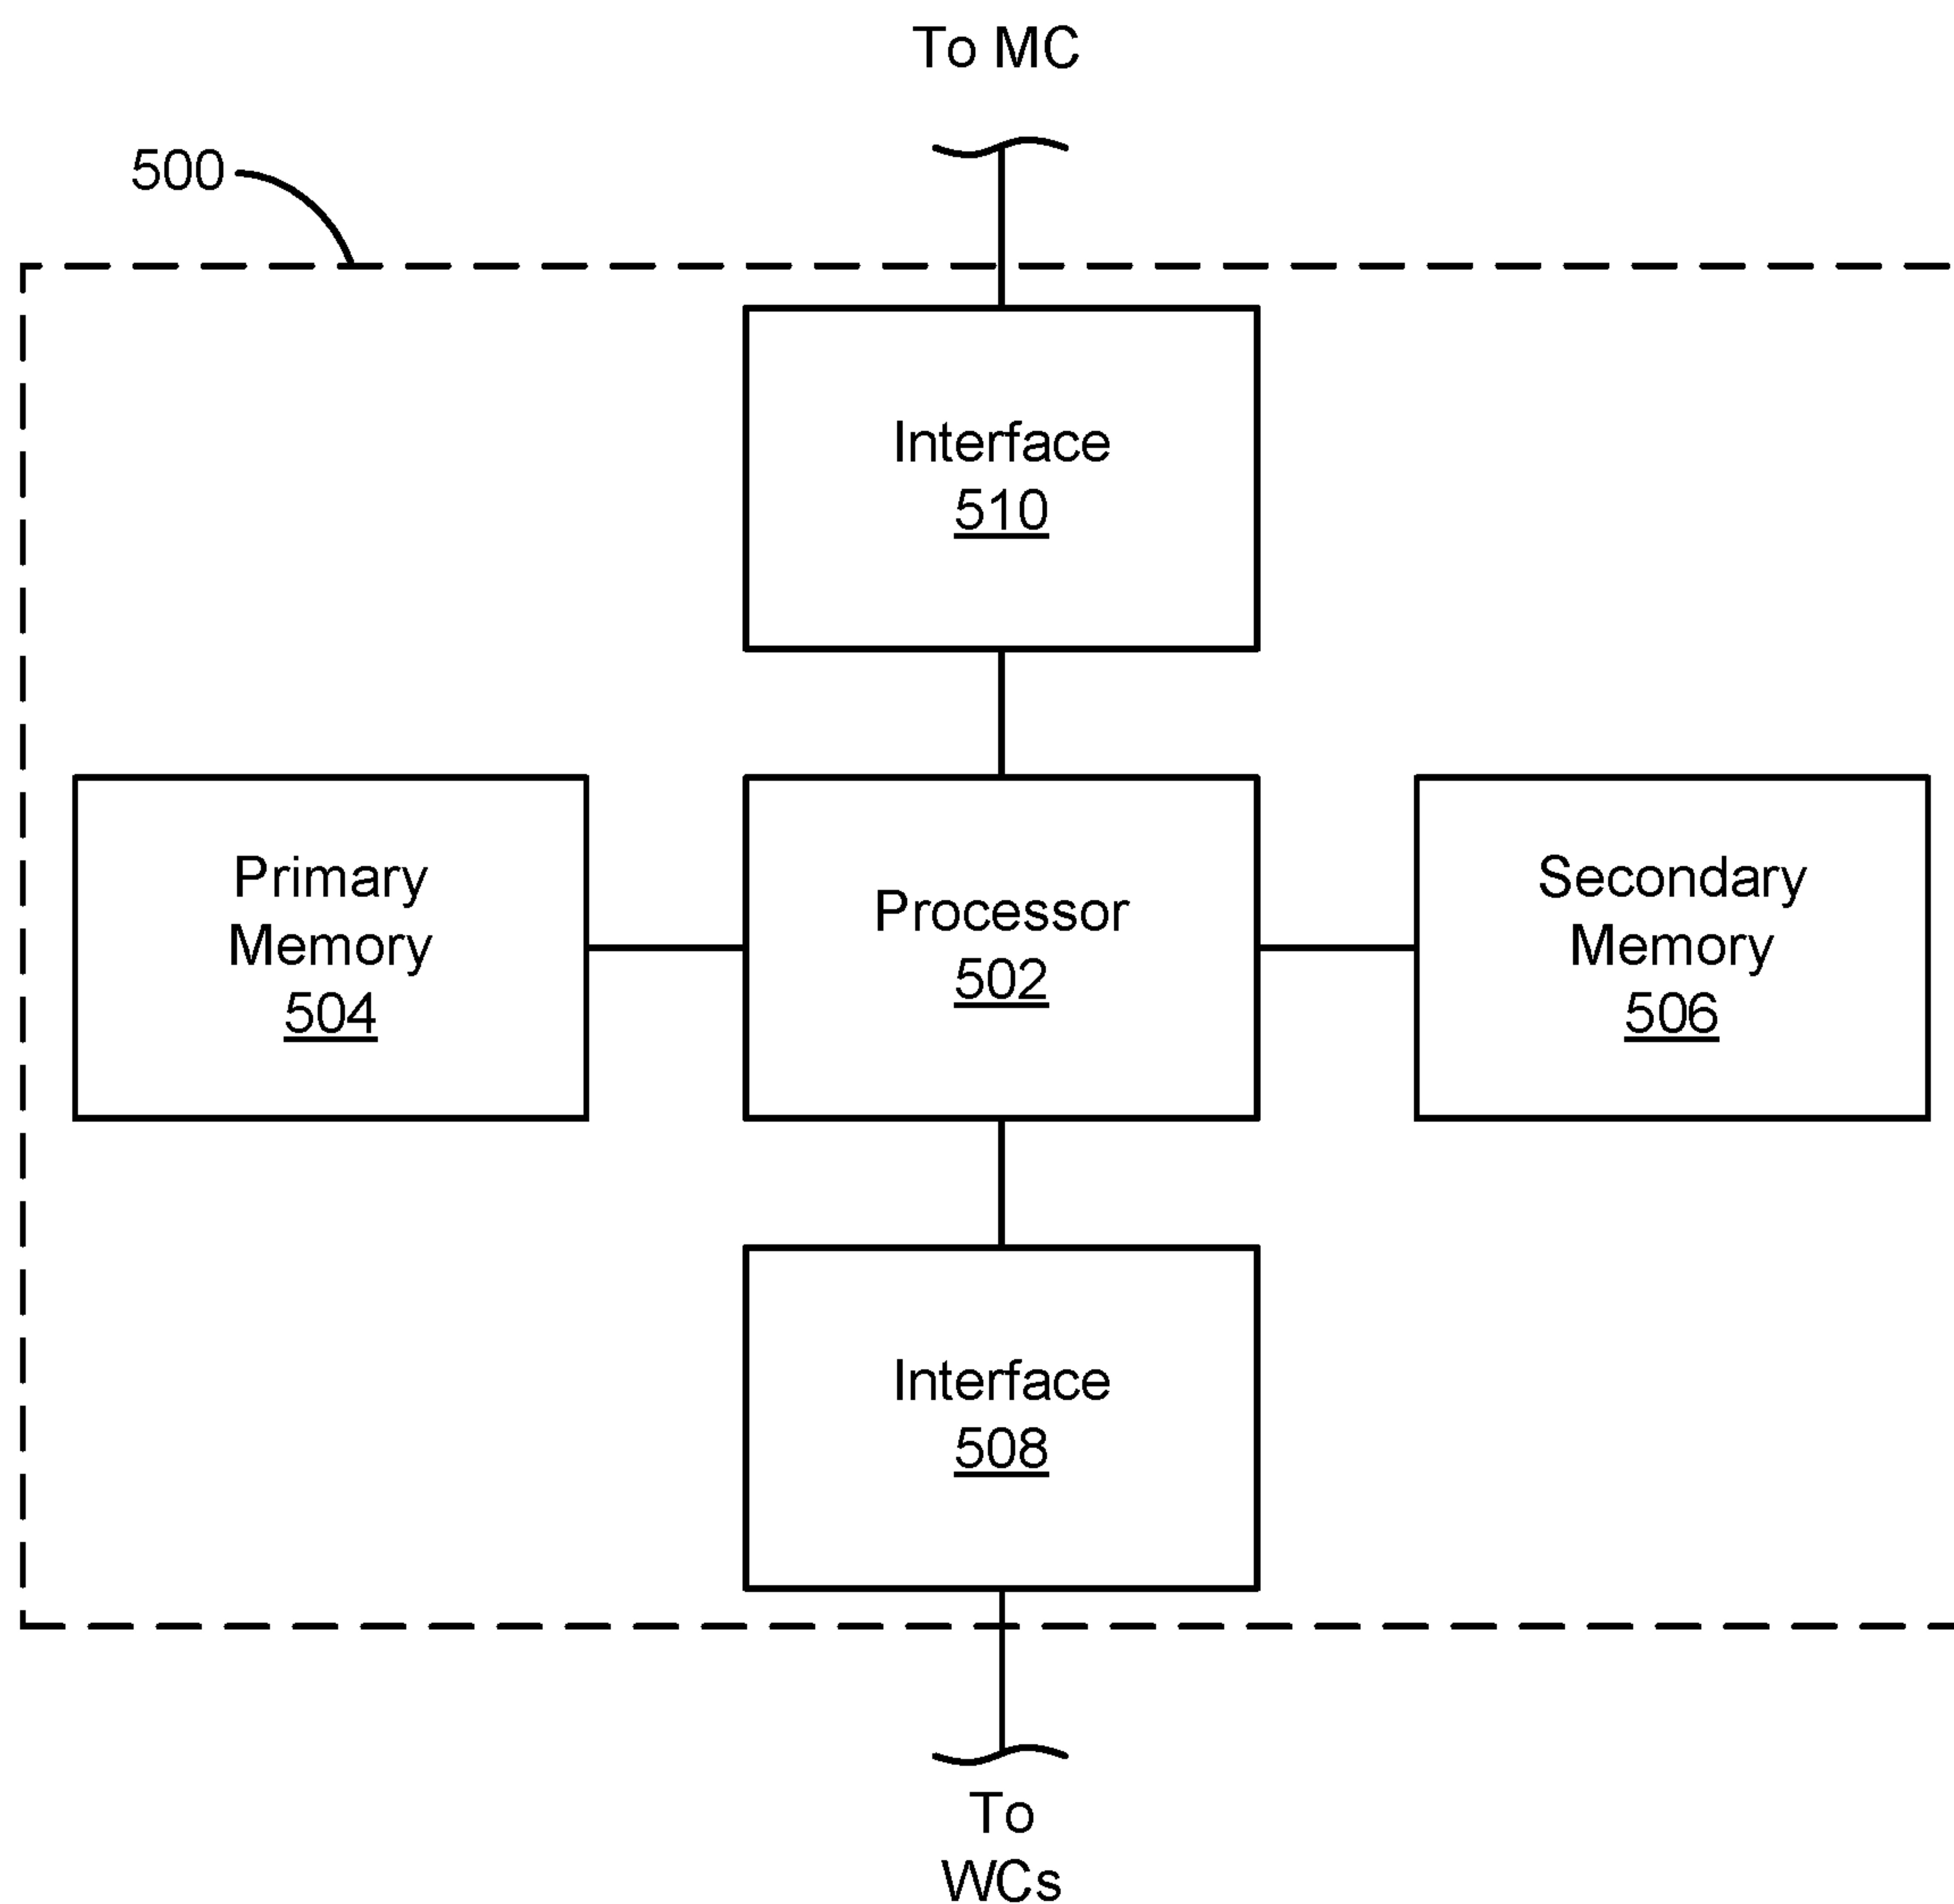 To MC
500
Interface
510
Primary
Memory
504
Processor
502
Secondary
Memory
506
Interface
508
To
WCs